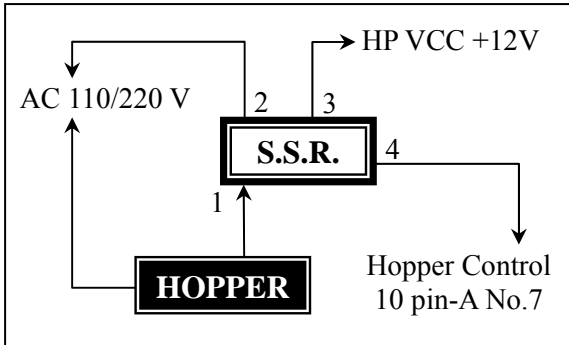 HP VCC +12V
AC 110/220 V
2
3
S.S.R.
4
1
HOPPER
Hopper Control
10 pin-A No.7